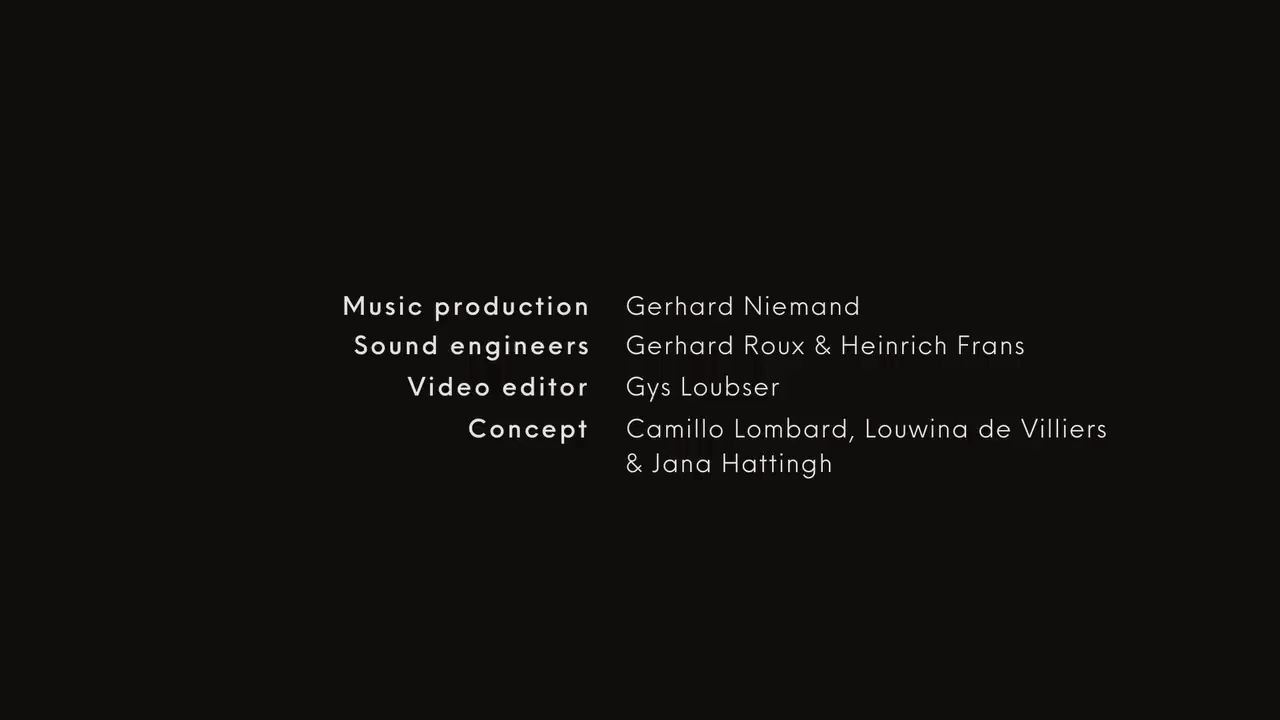 Music production Gerhard Niemand
Sound engineers Gerhard Roux & Heinrich Frans
Video editor Gys Loubser
Concept Camillo Lombard, Louwina de Villiers
& Jana Hattingh